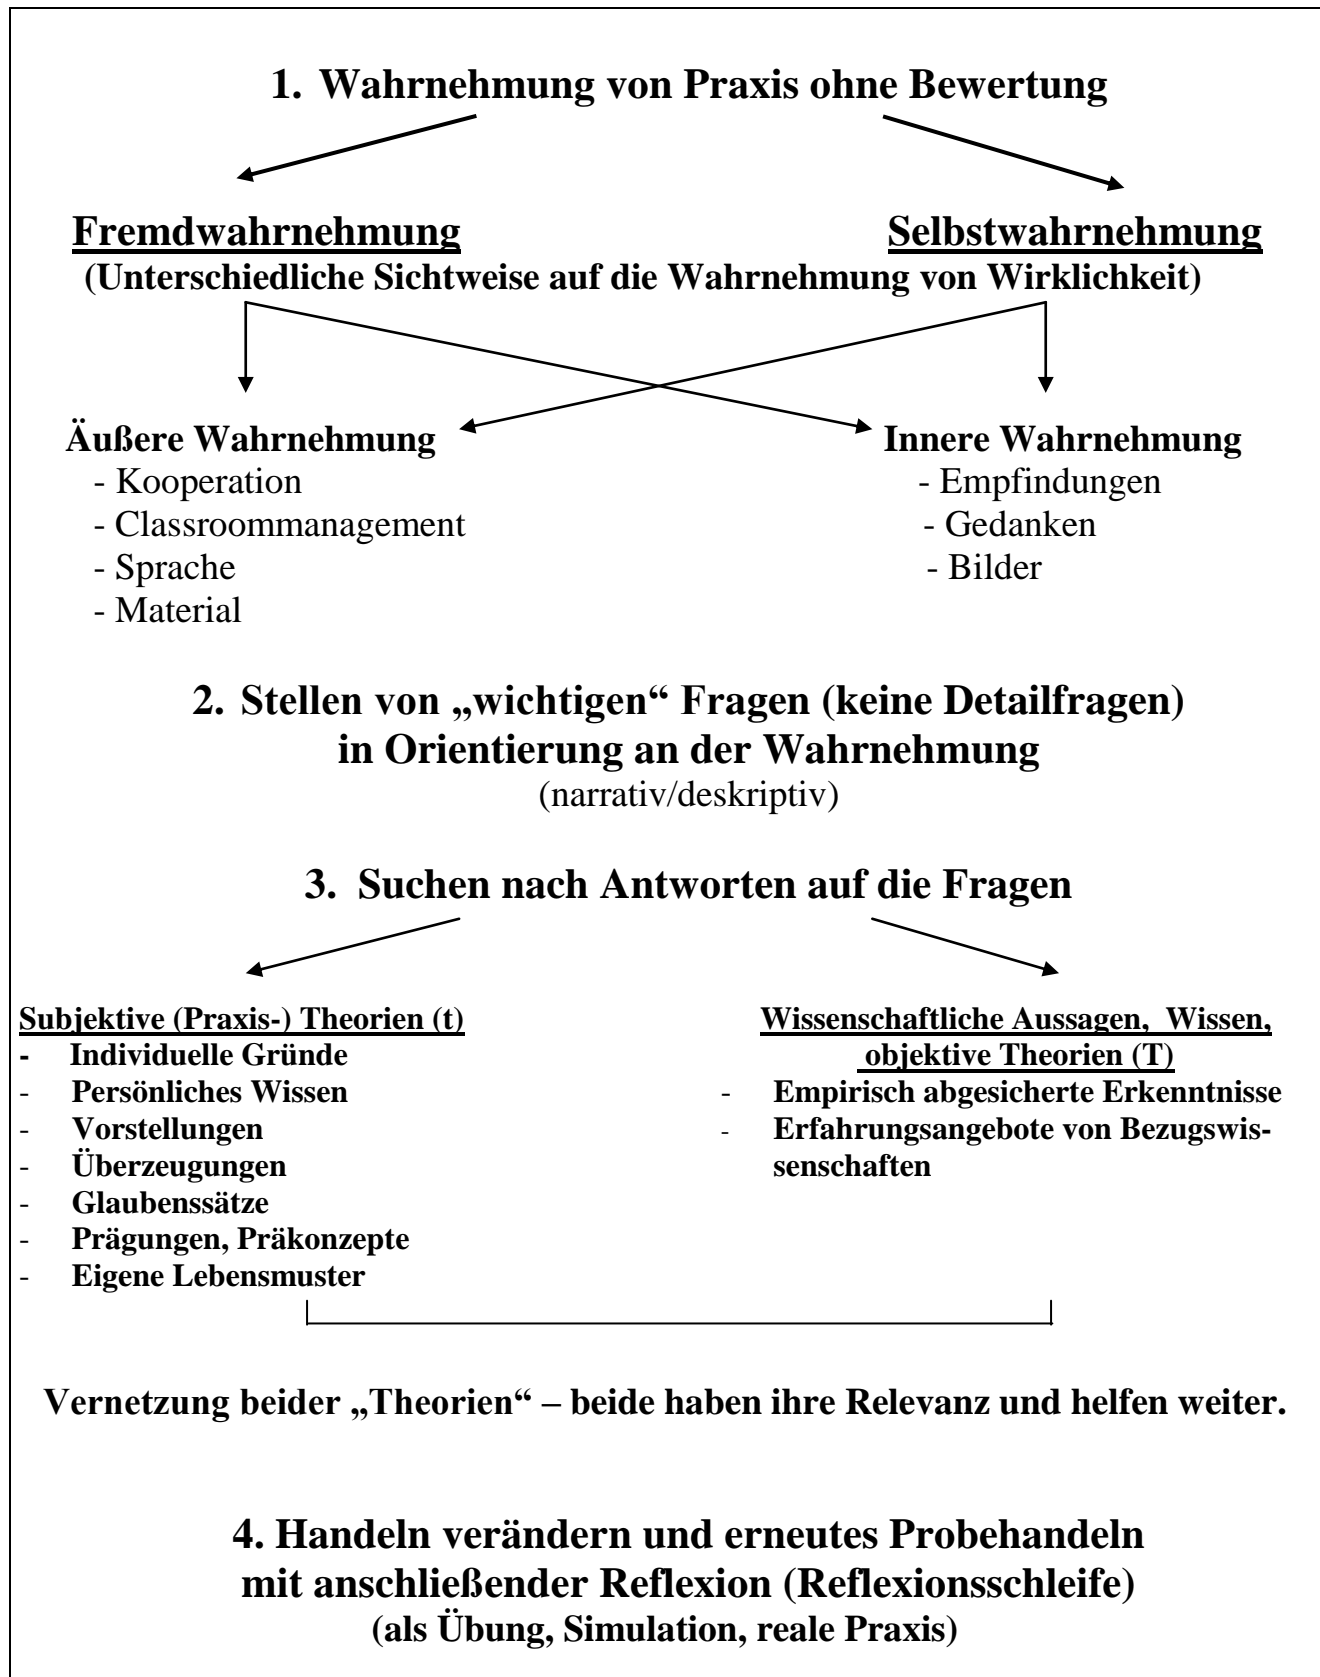 1. Wahrnehmung von Praxis ohne Bewertung
Fremdwahrnehmung
Selbstwahrnehmung
(Unterschiedliche Sichtweise auf die Wahrnehmung von Wirklichkeit)
Äußere Wahrnehmung
- Kooperation
- Classroommanagement
- Sprache
- Material
Innere Wahrnehmung
- Empfindungen
- Gedanken
- Bilder
2. Stellen von „wichtigen“ Fragen (keine Detailfragen)
in Orientierung an der Wahrnehmung
(narrativ/deskriptiv)
3. Suchen nach Antworten auf die Fragen
Subjektive (Praxis-) Theorien (t)
- Individuelle Gründe
- Persönliches Wissen
- Vorstellungen
- Überzeugungen
- Glaubenssätze
- Prägungen, Präkonzepte
- Eigene Lebensmuster
Wissenschaftliche Aussagen, Wissen,
objektive Theorien (T)
- Empirisch abgesicherte Erkenntnisse
- Erfahrungsangebote von Bezugswis-
senschaften
Vernetzung beider „Theorien“ – beide haben ihre Relevanz und helfen weiter.
4. Handeln verändern und erneutes Probehandeln
mit anschließender Reflexion (Reflexionsschleife)
(als Übung, Simulation, reale Praxis)